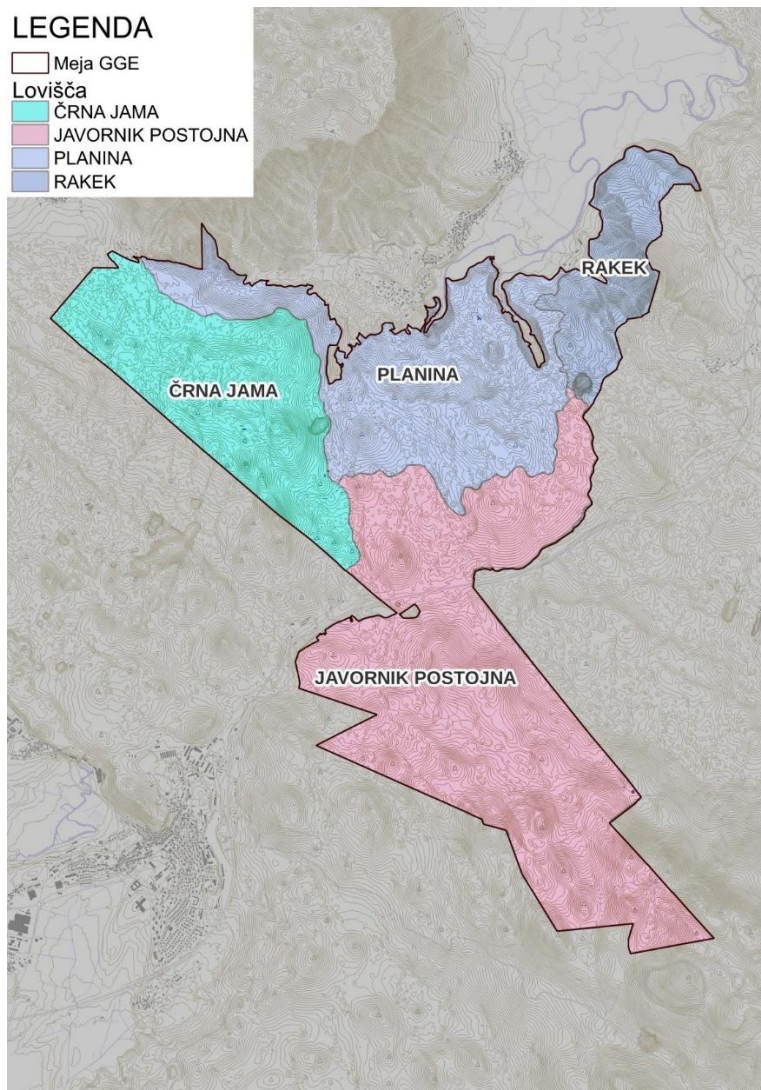 LEGENDA
Meja GGE
Lovišča
ČRNA JAMA
JAVORNIK POSTOJNA
PLANINA
RAKEK
RAKEK
PLANINA
ČRNA JAMA
JAVORNIK POSTOJNA